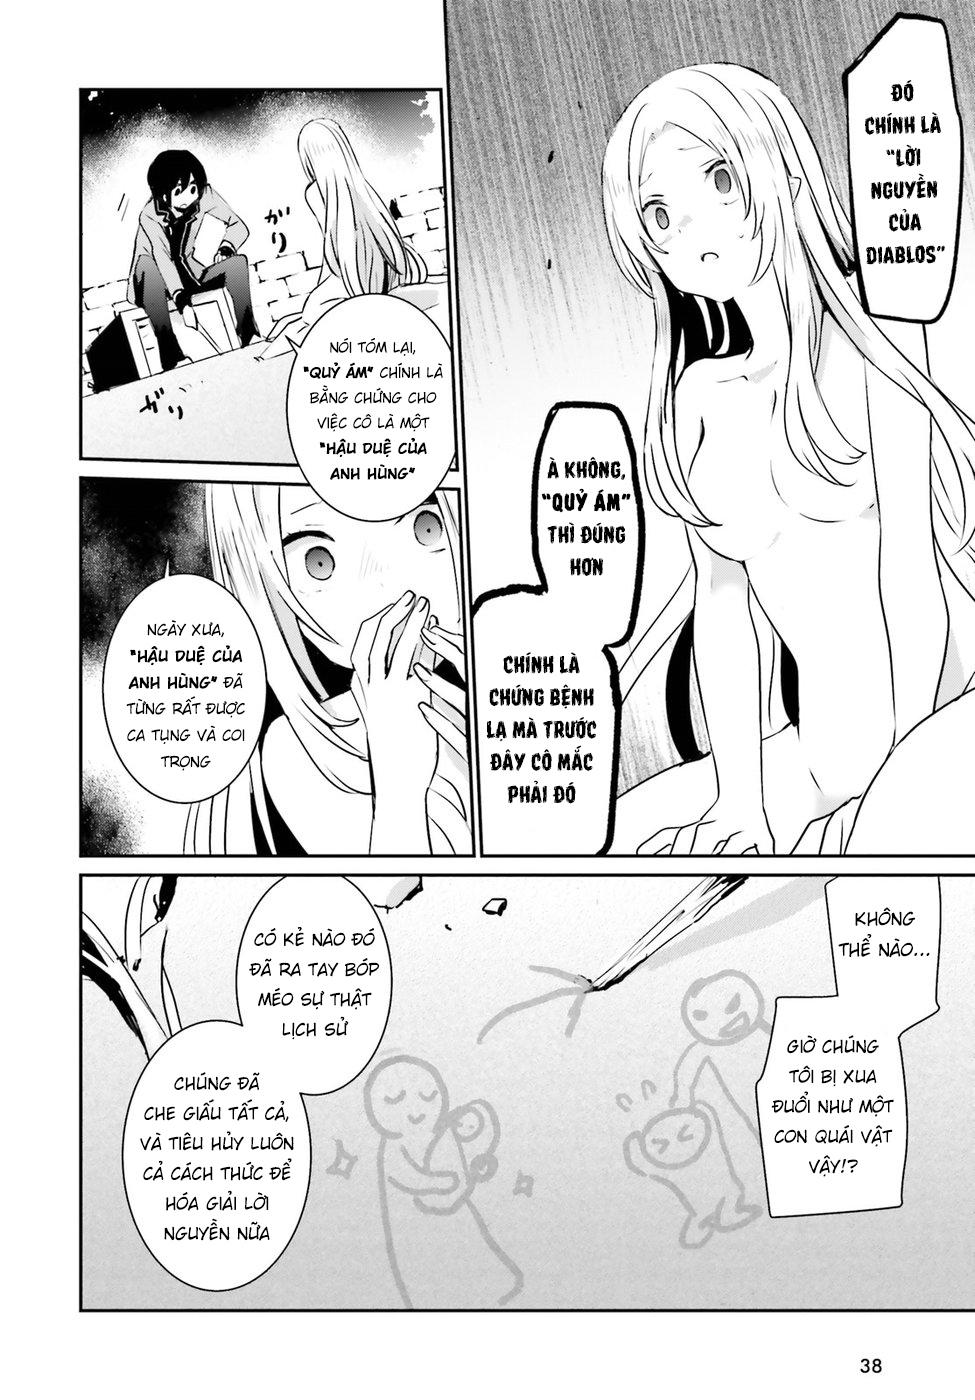 ĐÓ
CHÍNH LÀ
"LỜI
NGUYỀN
CỦA
DIABLOS"
À KHÔNG,
"QUỶ ÁM"
THÌ ĐÚNG
HƠN
CHÍNH LÀ
CHỨNG BỆNH
LẠ MÀ TRƯỚC
ĐÂY CÔ MẮC
PHẢI ĐÓ
がり
ガリ
NÓI TÓM LẠI,
"QUỶ ÁM" CHÍNH LÀ
BẰNG CHỨNG CHO
VIỆC CÔ LÀ MỘT
"HẬU DUỆ CỦA
ANH HÙNG"
NGÀY XƯA,
"HẬU DUỆ CỦA
ANH HÙNG" ĐÃ
TỪNG RẤT ĐƯỢC
CA TỤNG VÀ COI
TRỌNG
KHÔNG
THỂ NÀO...
GIỜ CHÚNG
TÔI BỊ XUA
ĐUỔI NHƯ MỘT
CON QUÁI VẬT
VẬY!?
CÓ KẺ NÀO ĐÓ
ĐÃ RA TAY BÓP
MÉO SỰ THẬT
LỊCH SỬ
CHÚNG ĐÃ
CHE GIẤU TẤT CẢ,
VÀ TIÊU HỦY LUÔN
CẢ CÁCH THỨC ĐỂ
HÓA GIẢI LỜI
NGUYỀN NỮA
38